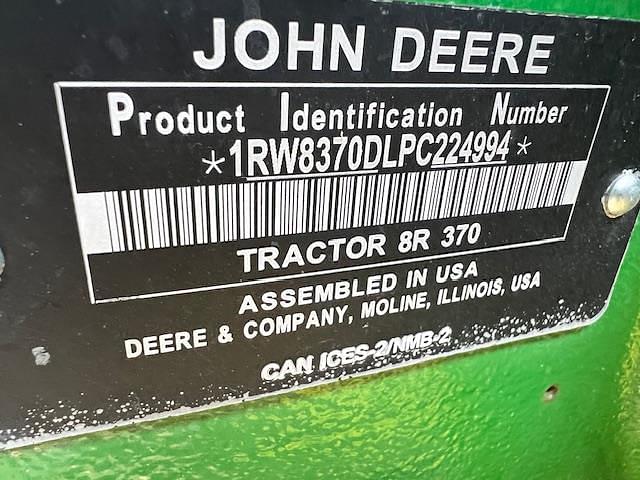 JOHN DEERE
Product Identification Number
*1RW8370DLPC224994*
TRACTOR 8R 370
ASSEMBLED IN USA
DEERE & COMPANY, MOLINE, ILLINOIS, USA
CAN ICES-2/NMB-2